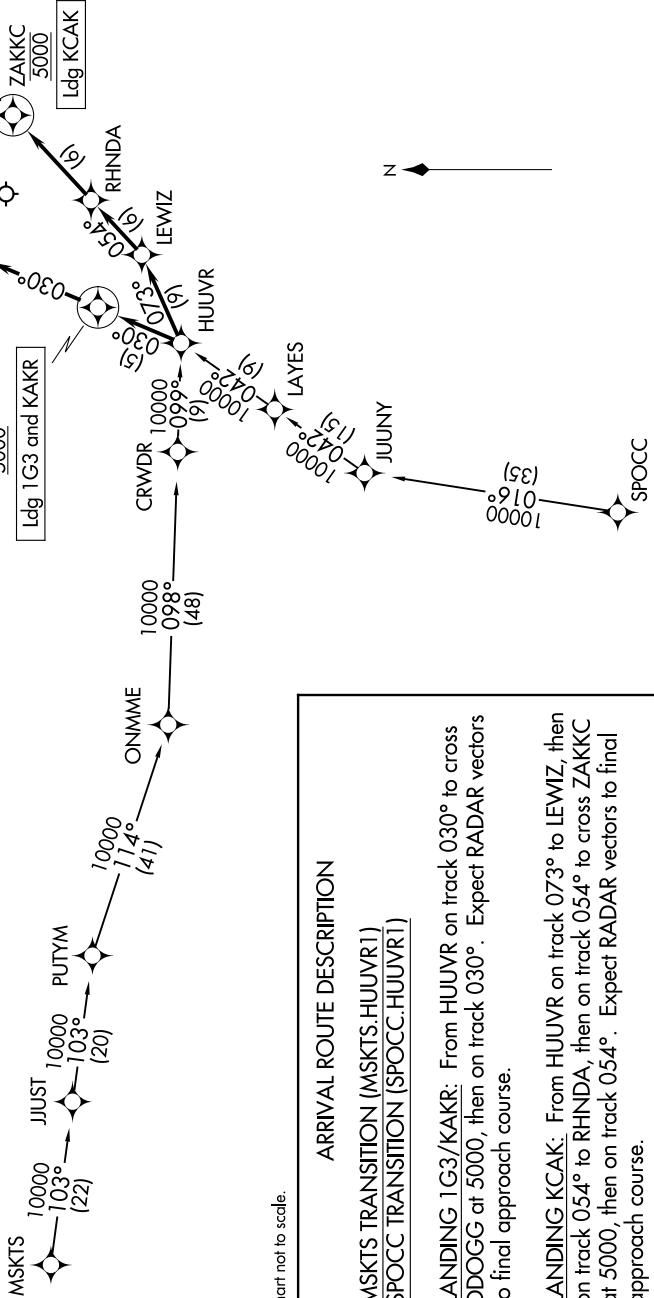 ZAKKC
5000
Ldg KCAK
(6)
RHNDA
054°
(6)
LEWIZ
030°
073°
(6)
HUUVR
030°
(5)
Ldg 1G3 and KAKR
N
10000
042°
(9)
LAYES
10000
042°
(15)
JUUNY
10000
016°
(35)
SPOCC
CRWDR
10000
099°
(9)
10000
098°
(48)
ONMME
10000
114°
(41)
PUTYM
10000
103°
(20)
JJUST
10000
103°
(22)
MSKTS
art not to scale.
ARRIVAL ROUTE DESCRIPTION
MSKTS TRANSITION (MSKTS.HUUVR1)
SPOCC TRANSITION (SPOCC.HUUVR1)
ANDING 1G3/KAKR: From HUUVR on track 030° to cross
DOGG at 5000, then on track 030°. Expect RADAR vectors
o final approach course.
ANDING KCAK: From HUUVR on track 073° to LEWIZ, then
on track 054° to RHNDA, then on track 054° to cross ZAKKC
at 5000, then on track 054°. Expect RADAR vectors to final
approach course.